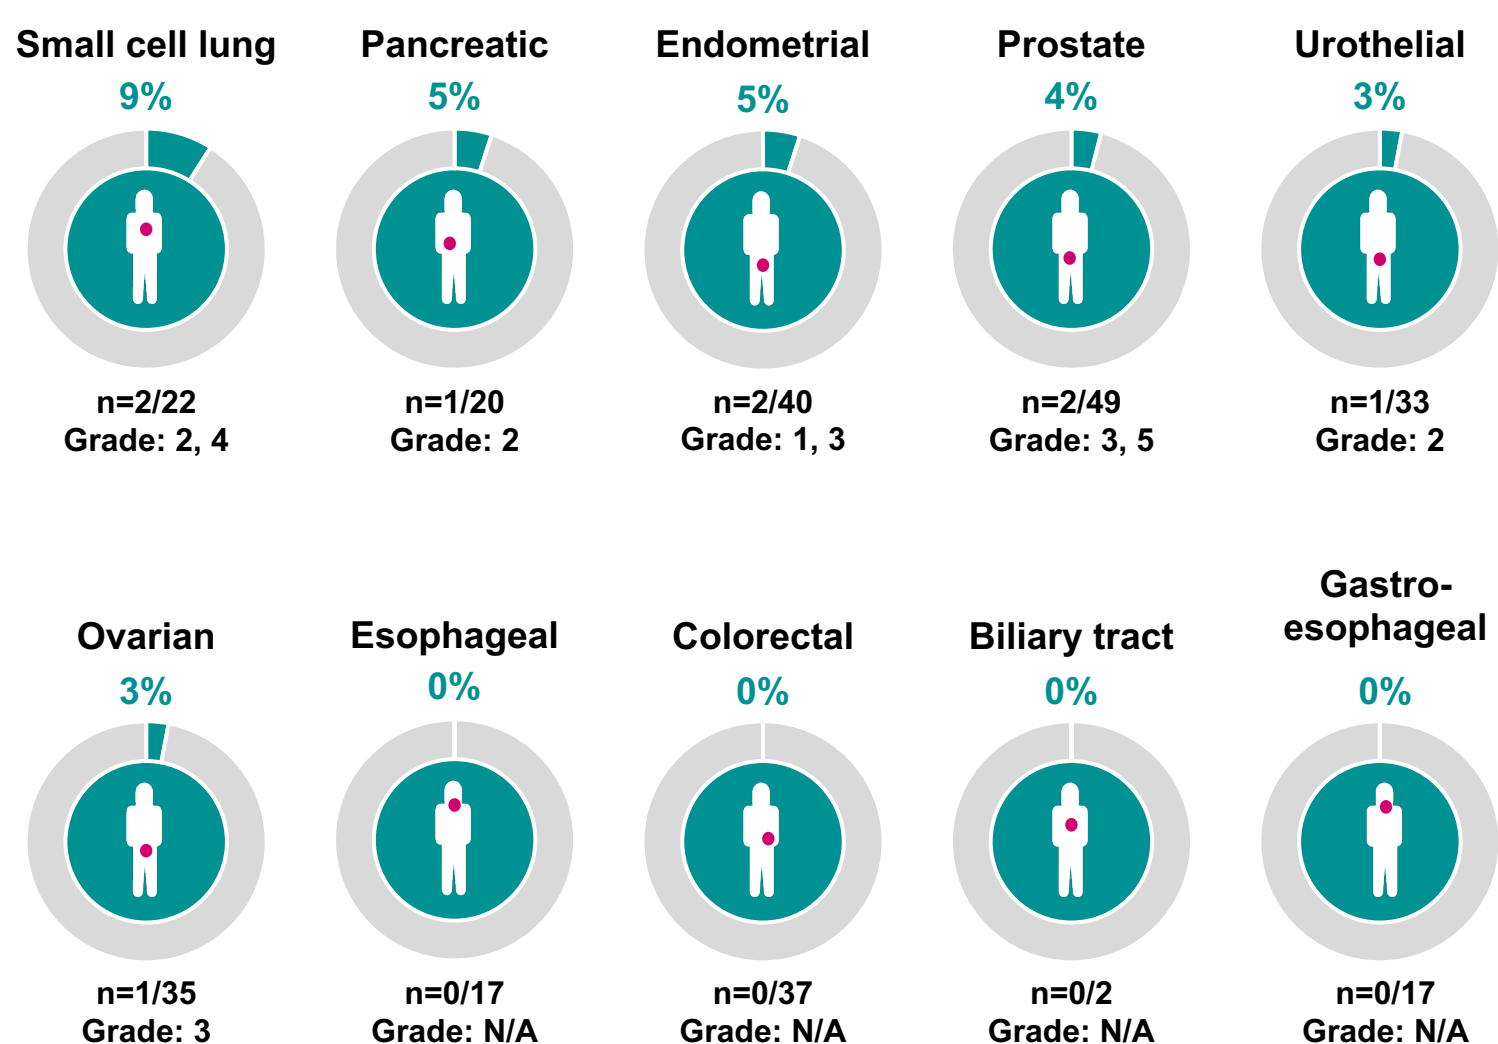 Small cell lung
9%
n=2/22
Grade: 2, 4
Pancreatic
5%
n=1/20
Grade: 2
Endometrial
5%
n=2/40
Grade: 1, 3
Prostate
4%
n=2/49
Grade: 3, 5
Urothelial
3%
n=1/33
Grade: 2
Ovarian
3%
n=1/35
Grade: 3
Esophageal
0%
n=0/17
Grade: N/A
Colorectal
0%
n=0/37
Grade: N/A
Biliary tract
0%
n=0/2
Grade: N/A
Gastro-
esophageal
0%
n=0/17
Grade: N/A